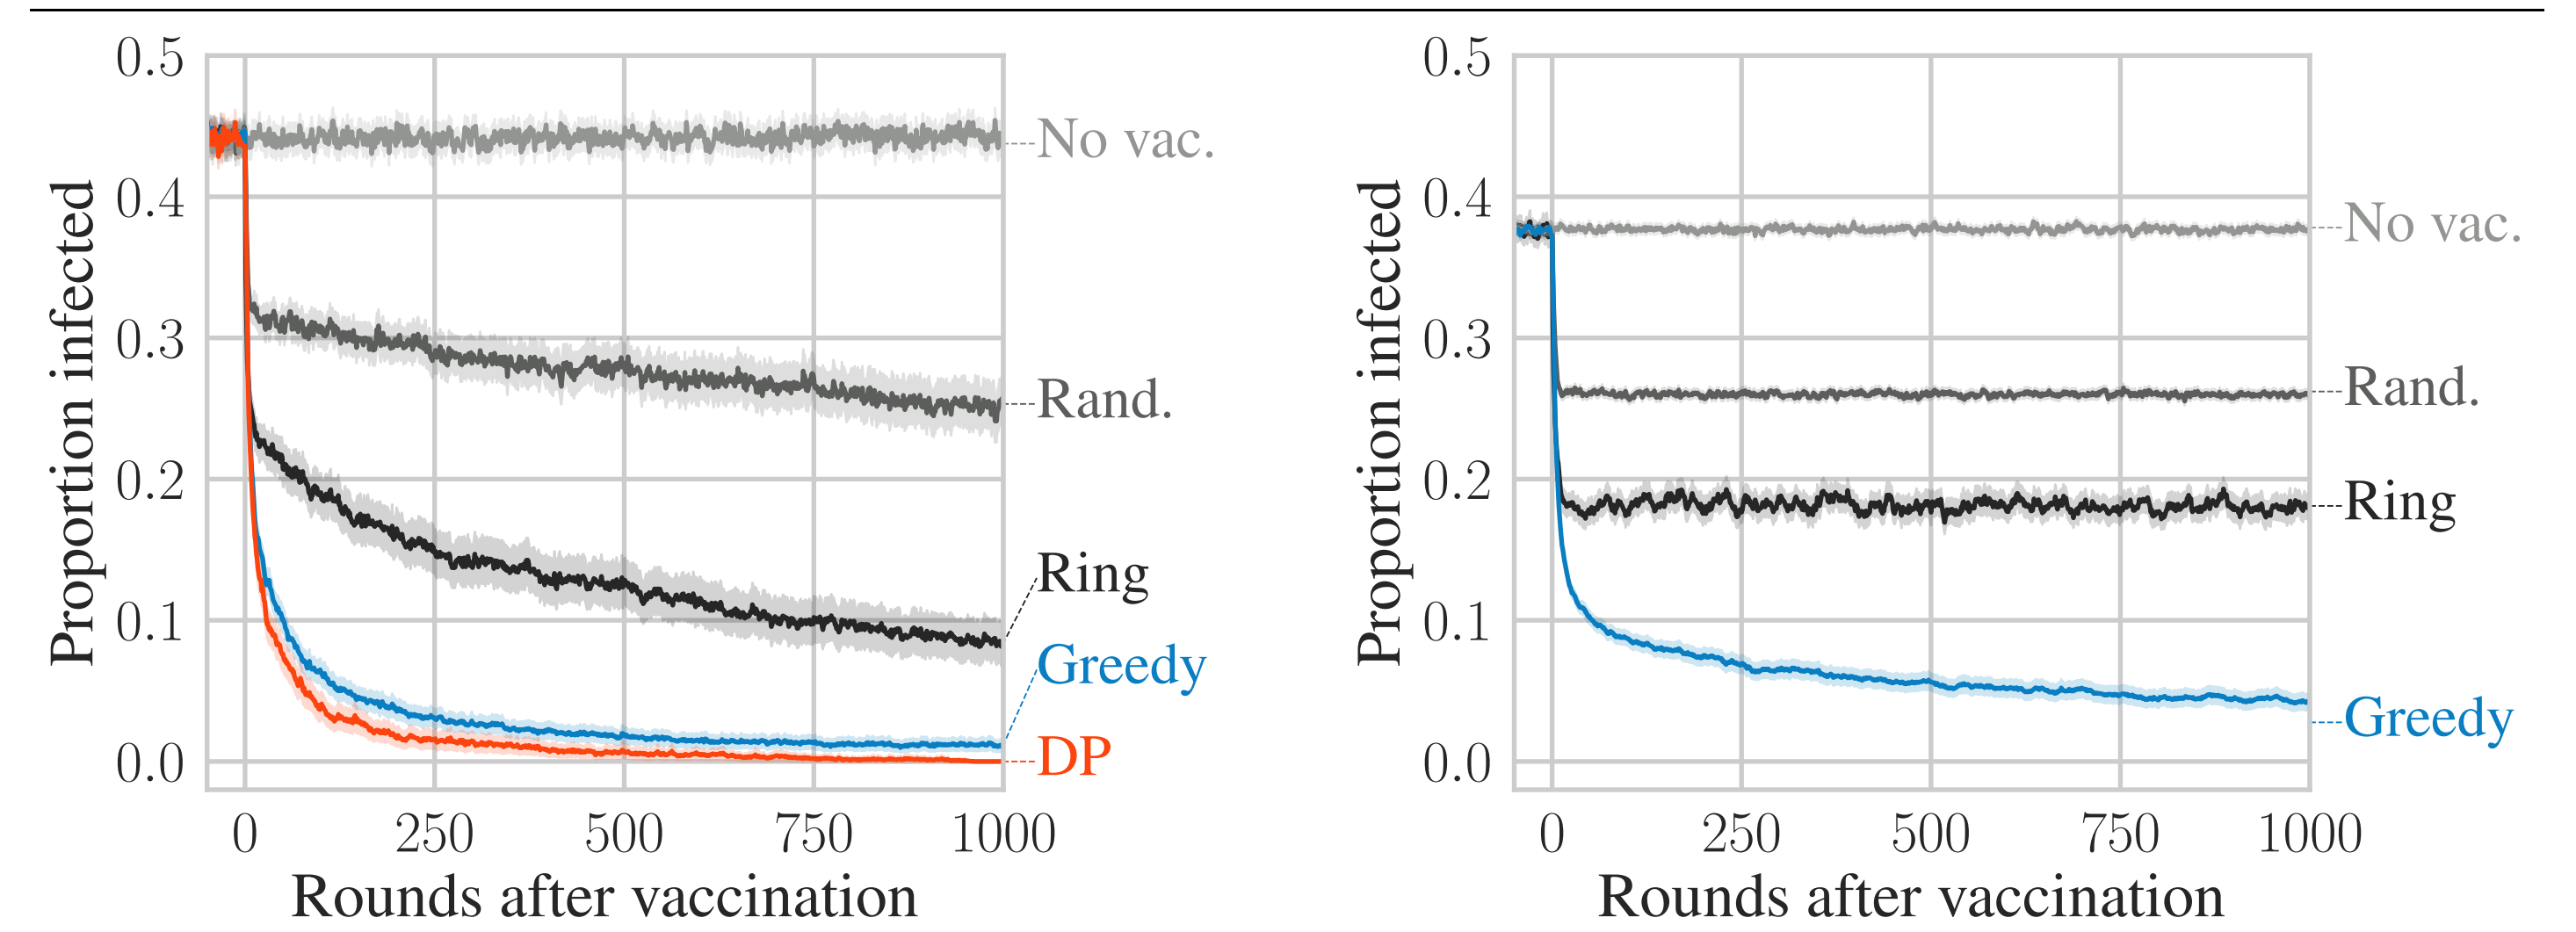 0.5
0.4
0.3
0.2
0.1
0.0
Proportion infected
0
250
500
750
1000
Rounds after vaccination
No vac.
Rand.
Ring
Greedy
DP
0.5
0.4
0.3
0.2
0.1
0.0
Proportion infected
0
250
500
750
1000
Rounds after vaccination
No vac.
Rand.
Ring
Greedy